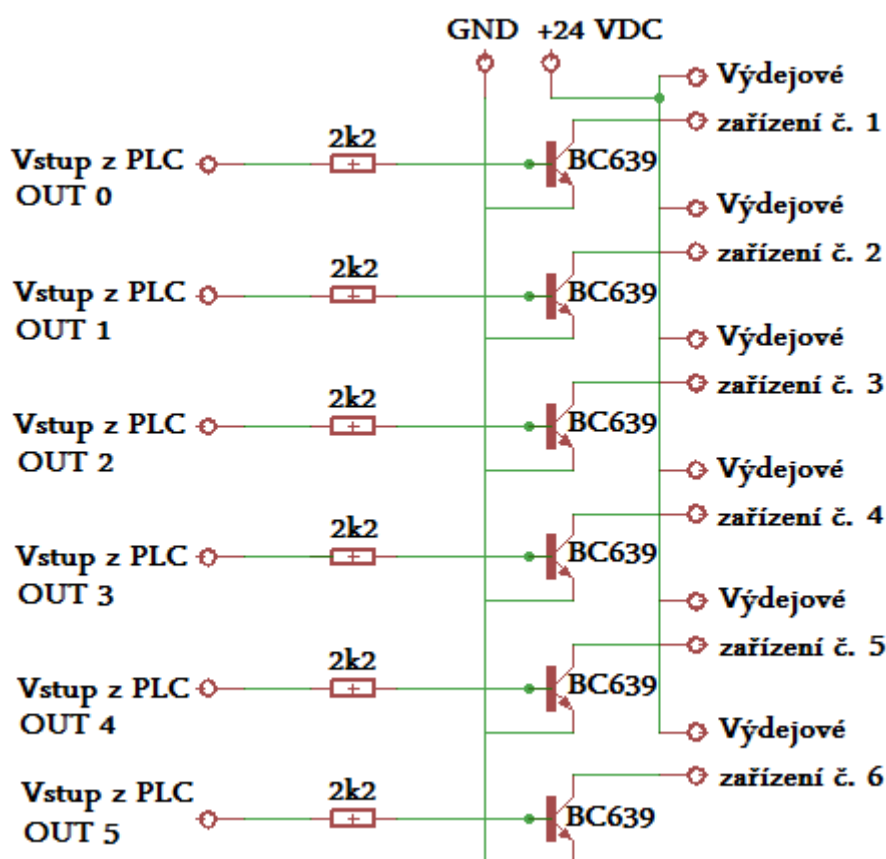 GND +24 VDC
Výdejové
zařízení č. 1
2k2
Vstup z PLC
OUT 0
BC639
Výdejové
zařízení č. 2
2k2
Vstup z PLC
OUT 1
BC639
Výdejové
zařízení č. 3
2k2
Vstup z PLC
OUT 2
BC639
Výdejové
zařízení č. 4
2k2
Vstup z PLC
OUT 3
BC639
Výdejové
zařízení č. 5
2k2
Vstup z PLC
OUT 4
BC639
Výdejové
zařízení č. 6
2k2
Vstup z PLC
OUT 5
BC639